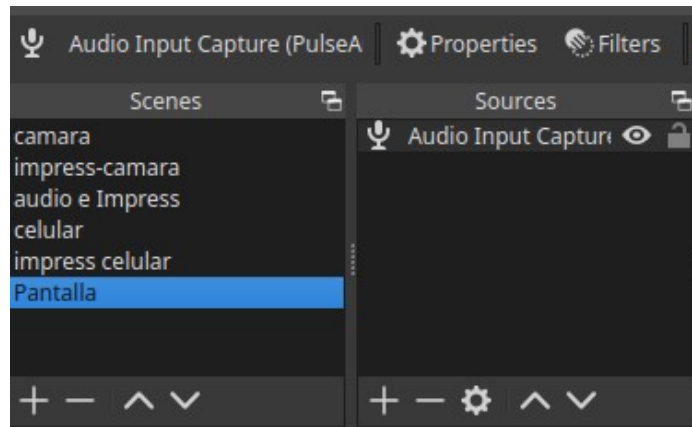 Audio Input Capture (PulseA Properties Filters
Scenes
camara
impress-camara
audio e Impress
celular
impress celular
Pantalla
Sources
Audio Input Captur